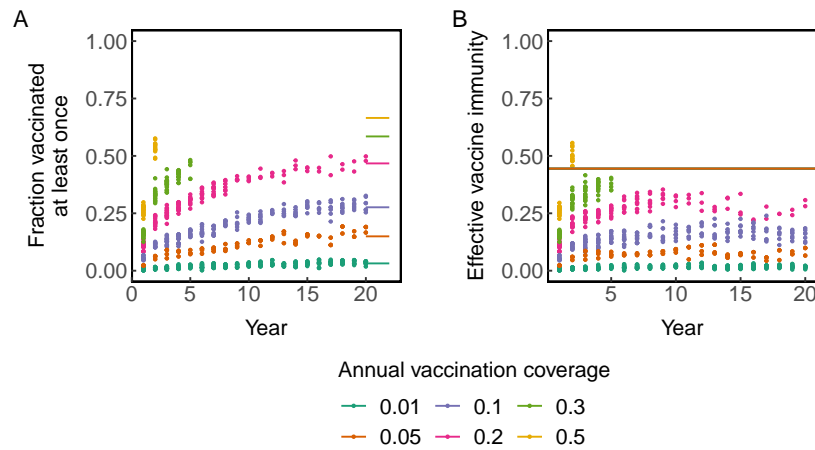 A
B
Fraction vaccinated
at least once
1.00
0.75
0.50
0.25
0.00
0 5 10 15 20
Year
Effective vaccine immunity
1.00
0.75
0.50
0.25
0.00
5 10 15 20
Year
Annual vaccination coverage
0.01 0.1 0.3
0.05 0.2 0.5